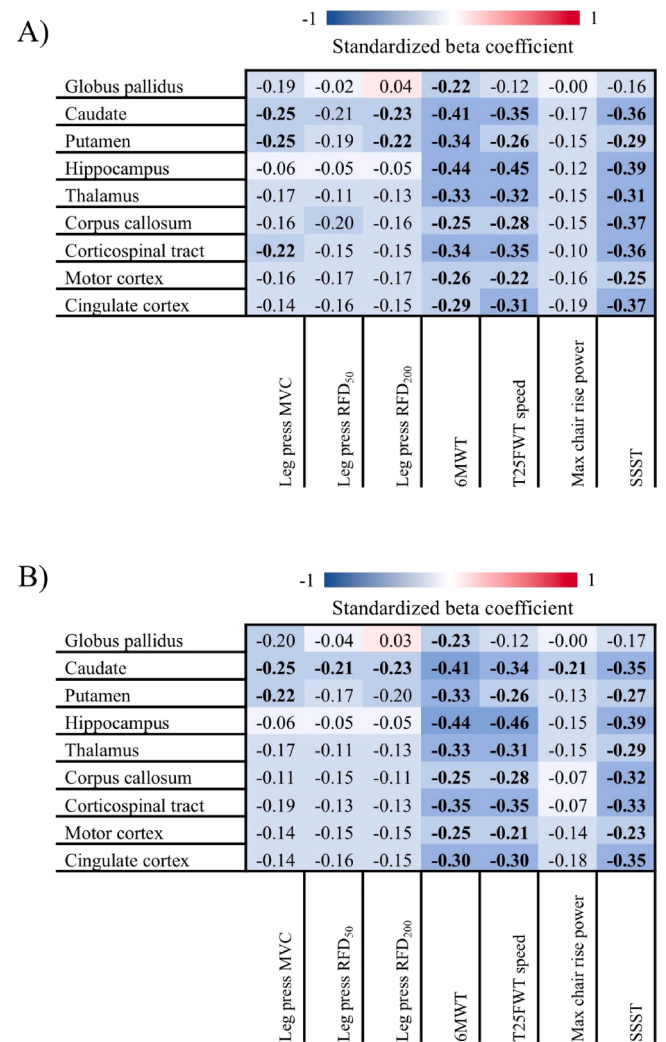 A)
-1 1
Standardized beta coefficient
Globus pallidus -0.19 -0.02 0.04 -0.22 -0.12 -0.00 -0.16
Caudate -0.25 -0.21 -0.23 -0.41 -0.35 -0.17 -0.36
Putamen -0.25 -0.19 -0.22 -0.34 -0.26 -0.15 -0.29
Hippocampus -0.06 -0.05 -0.05 -0.44 -0.45 -0.12 -0.39
Thalamus -0.17 -0.11 -0.13 -0.33 -0.32 -0.15 -0.31
Corpus callosum -0.16 -0.20 -0.16 -0.25 -0.28 -0.15 -0.37
Corticospinal tract -0.22 -0.15 -0.15 -0.34 -0.35 -0.10 -0.36
Motor cortex -0.16 -0.17 -0.17 -0.26 -0.22 -0.16 -0.25
Cingulate cortex -0.14 -0.16 -0.15 -0.29 -0.31 -0.19 -0.37
Leg press MVC
Leg press RFD50
Leg press RFD200
6MWT
T25FWT speed
Max chair rise power
SSST
B)
-1 1
Standardized beta coefficient
Globus pallidus -0.20 -0.04 0.03 -0.23 -0.12 -0.00 -0.17
Caudate -0.25 -0.21 -0.23 -0.41 -0.34 -0.21 -0.35
Putamen -0.22 -0.17 -0.20 -0.33 -0.26 -0.13 -0.27
Hippocampus -0.06 -0.05 -0.05 -0.44 -0.46 -0.15 -0.39
Thalamus -0.17 -0.11 -0.13 -0.33 -0.31 -0.15 -0.29
Corpus callosum -0.11 -0.15 -0.11 -0.25 -0.28 -0.07 -0.32
Corticospinal tract -0.19 -0.13 -0.13 -0.35 -0.35 -0.07 -0.33
Motor cortex -0.14 -0.15 -0.15 -0.25 -0.21 -0.14 -0.23
Cingulate cortex -0.14 -0.16 -0.15 -0.30 -0.30 -0.18 -0.35
Leg press MVC
Leg press RFD50
Leg press RFD200
6MWT
T25FWT speed
Max chair rise power
SSST